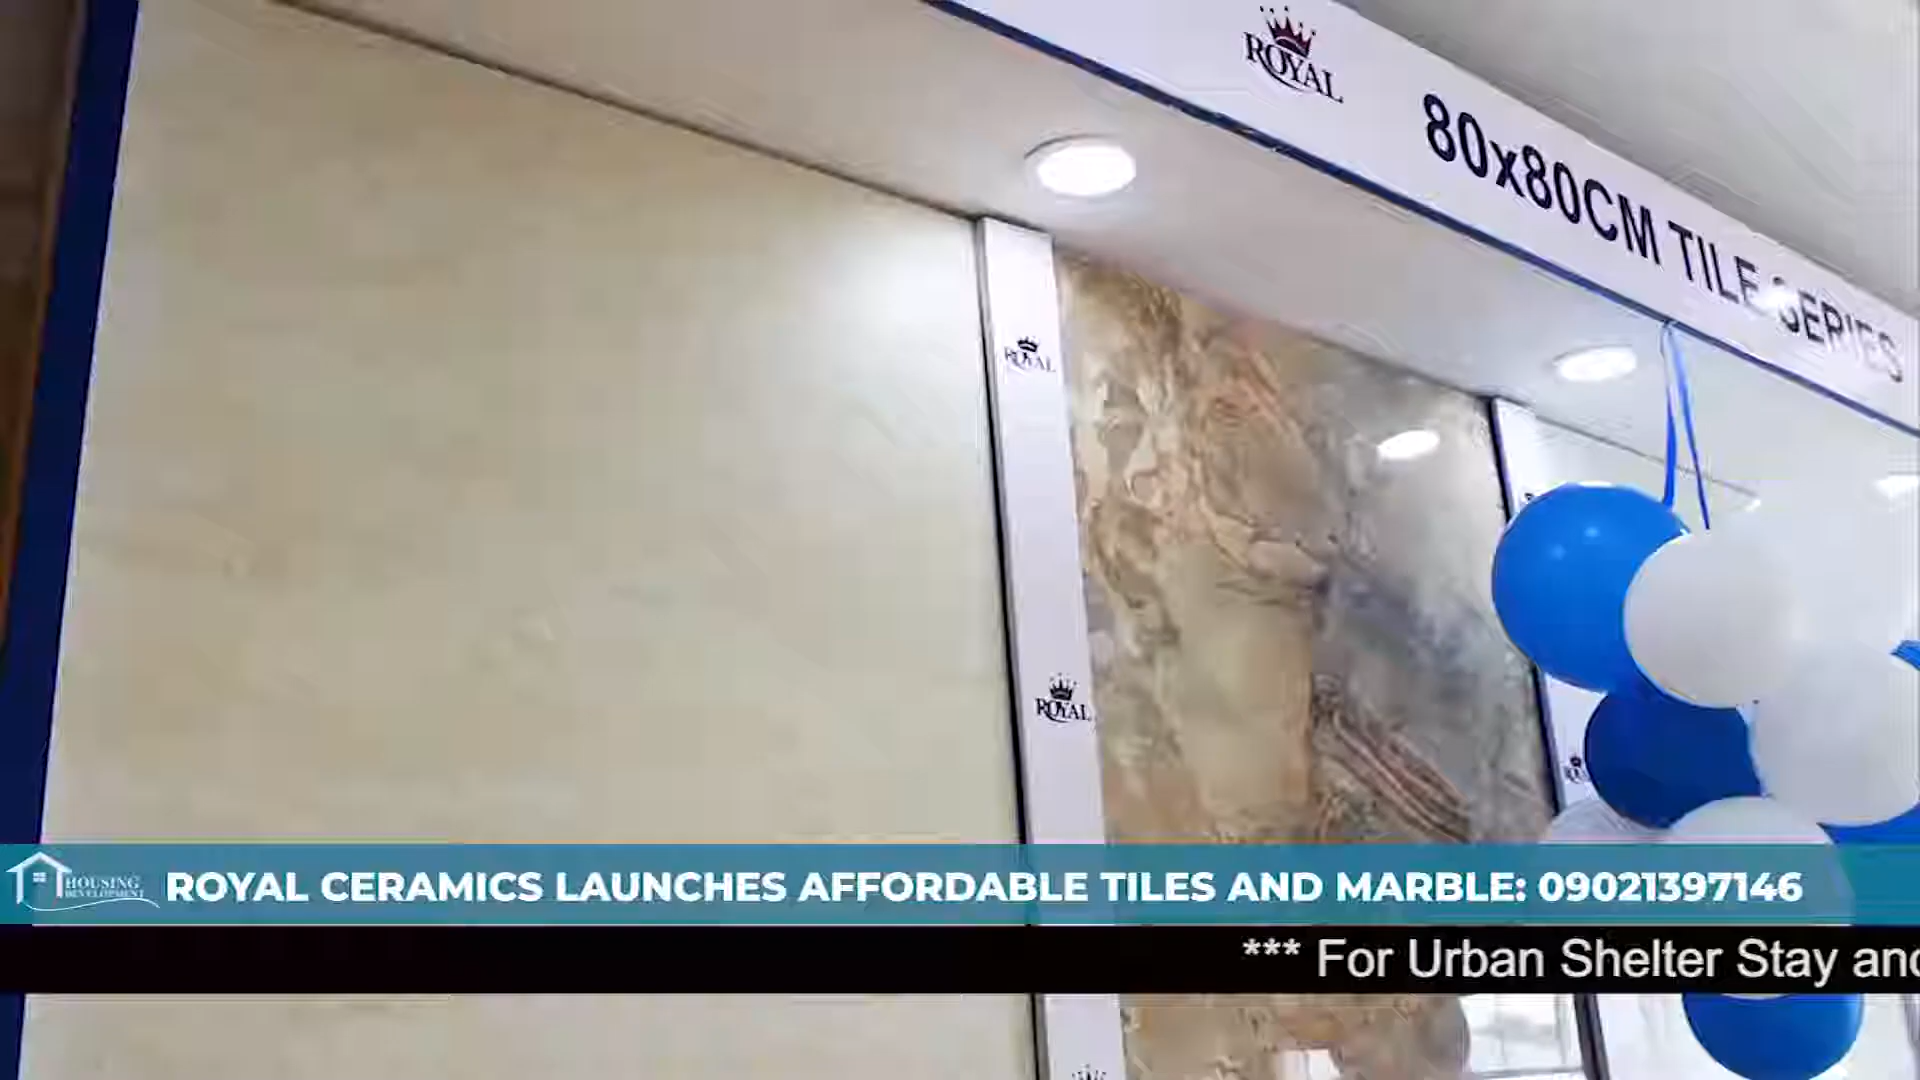 ROYAL
80x80CM TILE SERIES
ROYAL
ROYAL
HOUSING
DEVELOPMENT
ROYAL CERAMICS LAUNCHES AFFORDABLE TILES AND MARBLE: 09021397146
*** For Urban Shelter Stay and